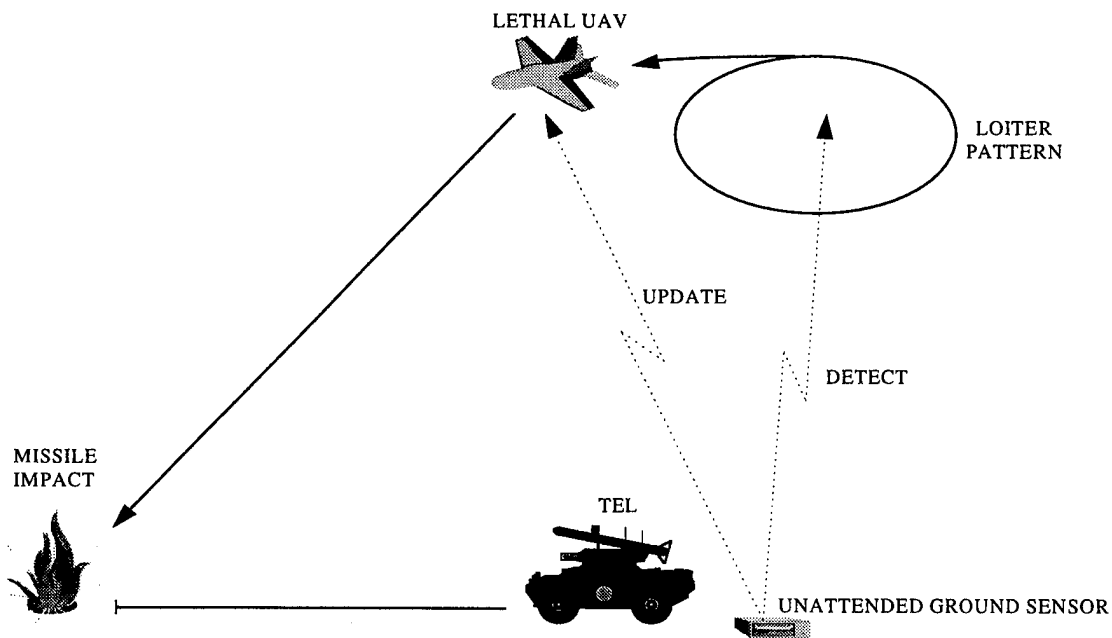 LETHAL UAV
LOITER
PATTERN
UPDATE
DETECT
MISSILE
IMPACT
TEL
UNATTENDED GROUND SENSOR